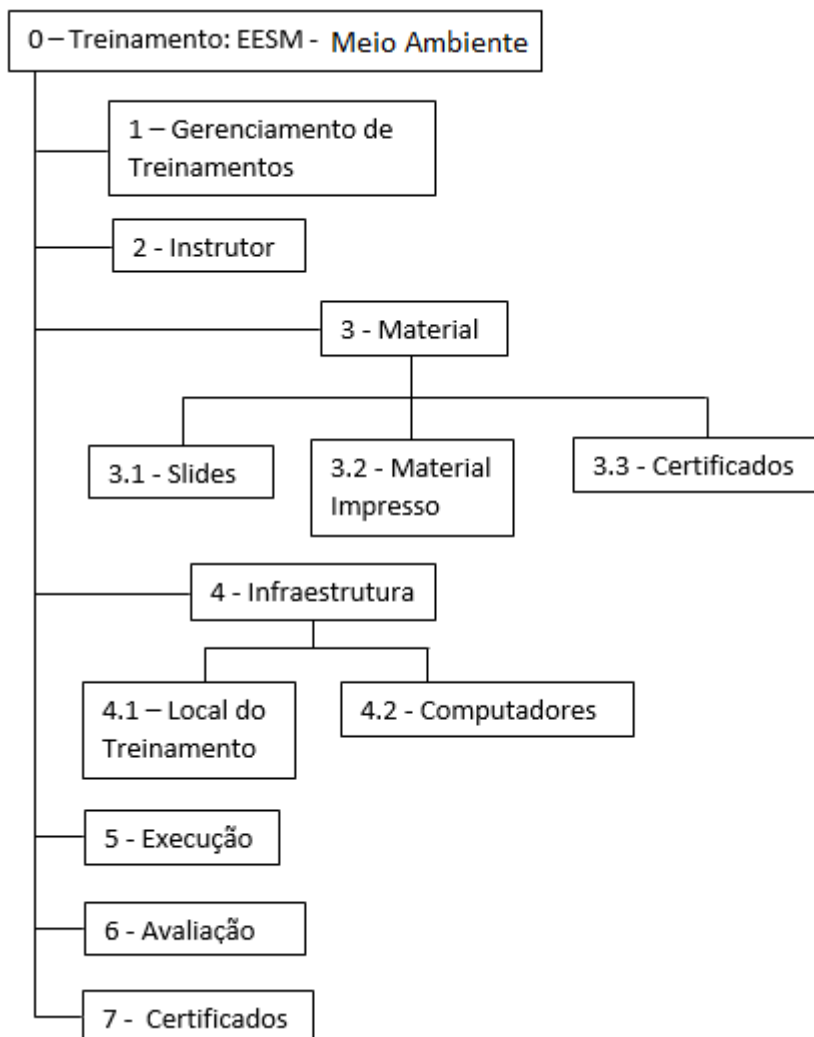 0 – Treinamento: EESM - Meio Ambiente
1 – Gerenciamento de
Treinamentos
2 - Instrutor
3 - Material
3.1 - Slides
3.2 - Material
Impresso
3.3 - Certificados
4 - Infraestrutura
4.1 – Local do
Treinamento
4.2 - Computadores
5 - Execução
6 - Avaliação
7 - Certificados